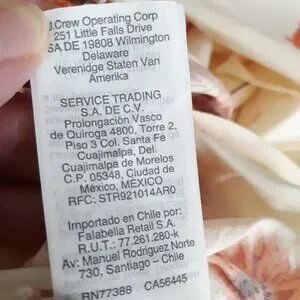 J.Crew Operating Corp
251 Little Falls Drive
SA DE 19808 Wilmington
Delaware
Verenidge Staten Van
Amerika
SERVICE TRADING
S.A. DE C.V.
Prolongación Vasco
de Quiroga 4800, Torre 2,
Piso 3 Col. Santa Fe
Cuajimalpa, Del.
Cuajimalpa de Morelos
C.P. 05348, Ciudad de
México, MÉXICO
RFC: STR921014AR0
Importado en Chile por:
Falabella Retail S.A.
R.U.T.: 77.261.280-k
Av: Manuel Rodriguez Norte
730, Santiago – Chile
RN77388 CA56445